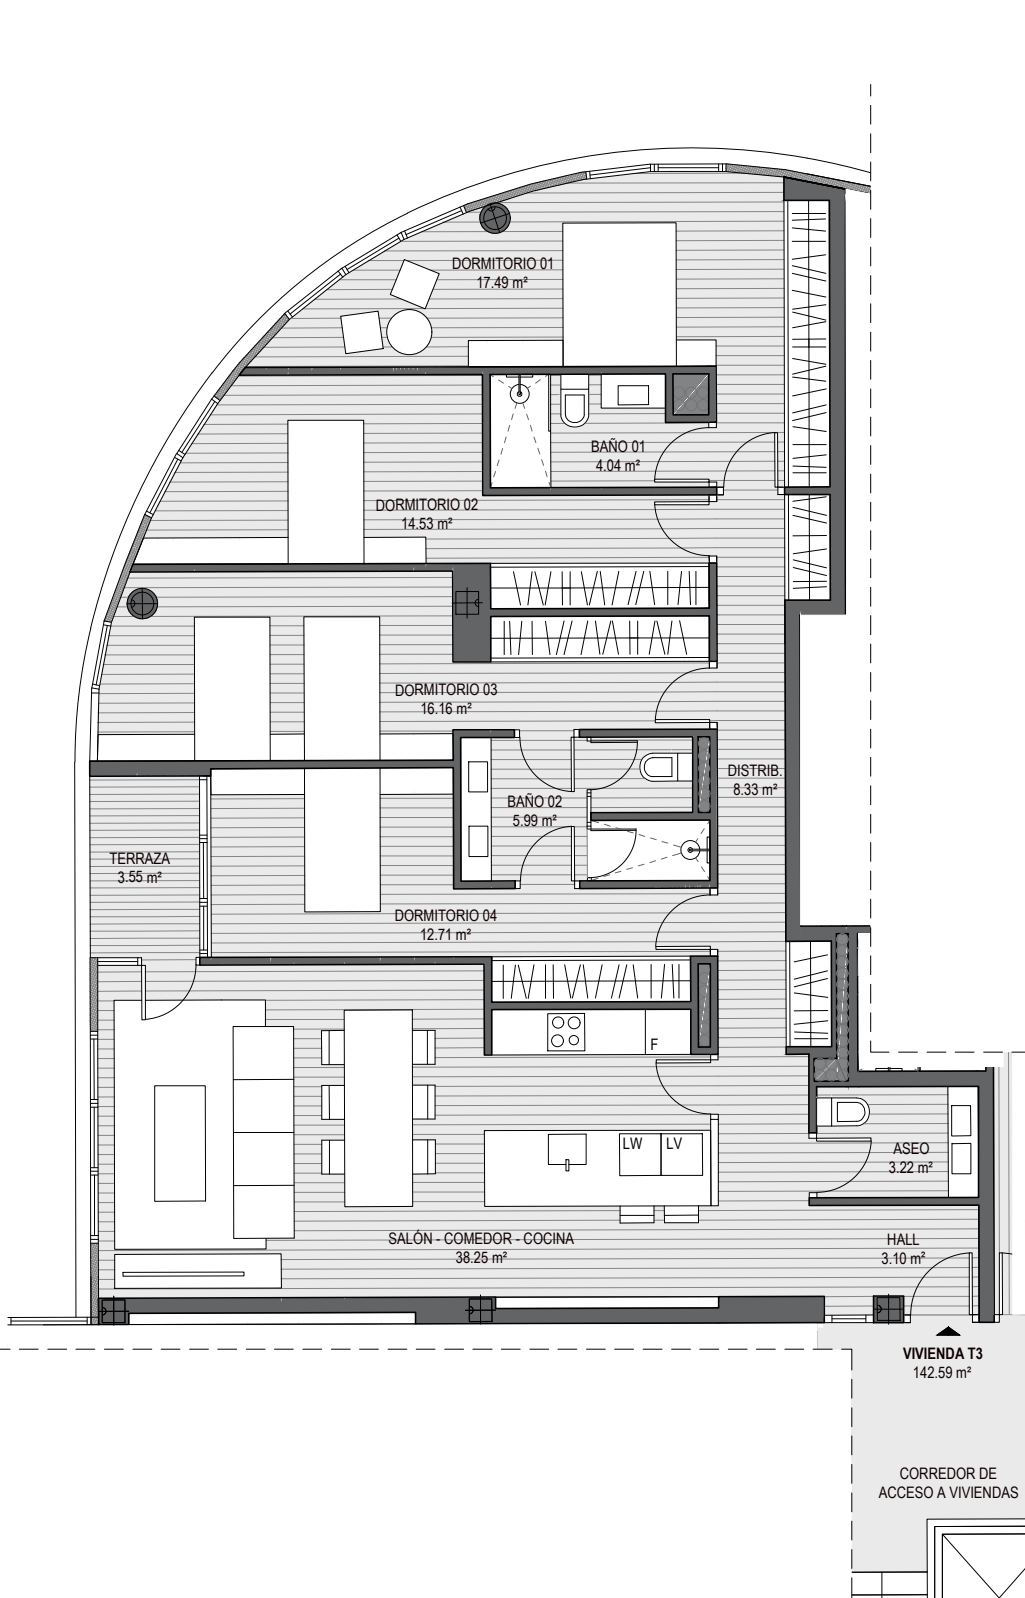 DORMITORIO 01
17.49 m²
BAÑO 01
4.04 m²
DORMITORIO 02
14.53 m²
DORMITORIO 03
16.16 m²
DISTRIB.
8.33 m²
BAÑO 02
5.99 m²
TERRAZA
3.55 m²
DORMITORIO 04
12.71 m²
F
LW
LV
ASEO
3.22 m²
SALÓN - COMEDOR - COCINA
38.25 m²
HALL
3.10 m²
VIVIENDA T3
142.59 m²
CORREDOR DE
ACCESO A VIVIENDAS